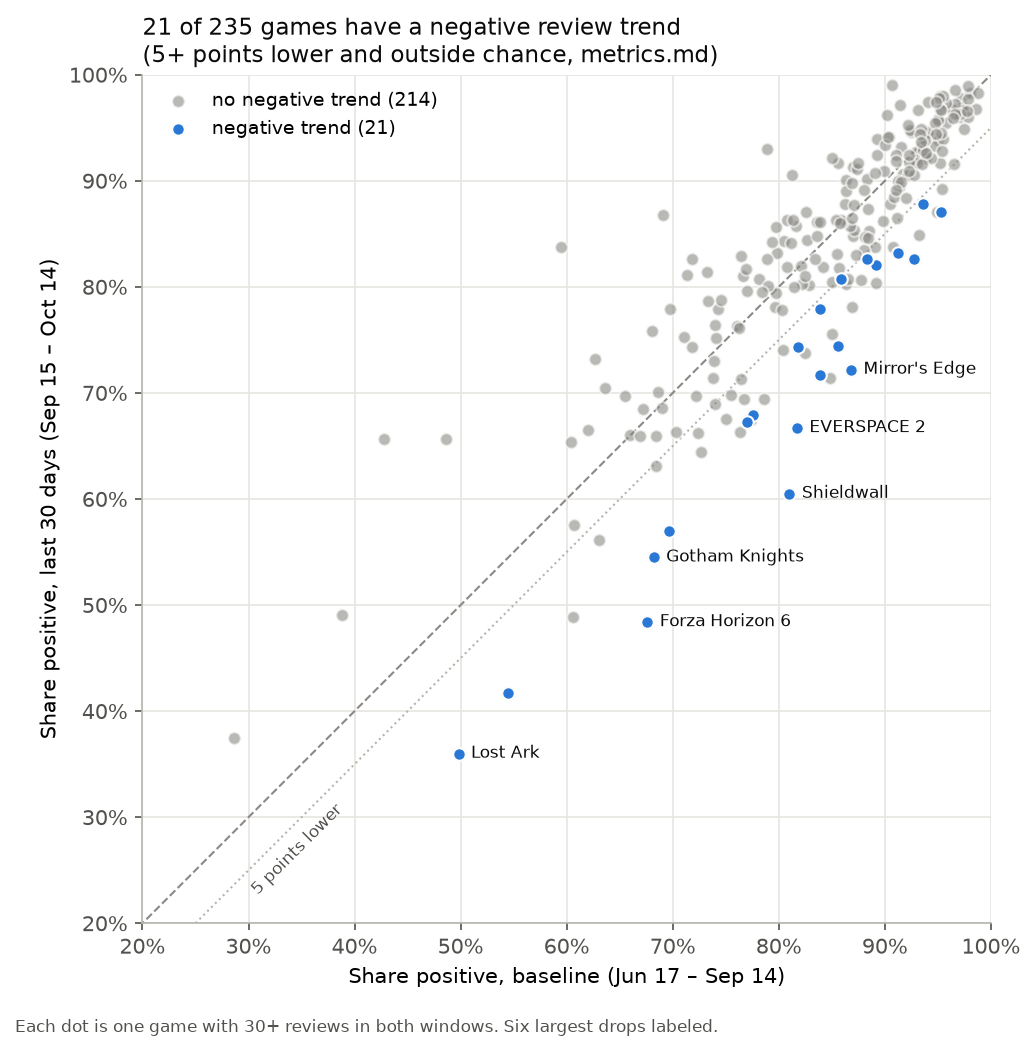 21 of 235 games have a negative review trend
(5+ points lower and outside chance, metrics.md)
100%
90%
80%
70%
60%
50%
40%
30%
20%
Share positive, last 30 days (Sep 15 – Oct 14)
no negative trend (214)
negative trend (21)
Mirror's Edge
EVERSPACE 2
Shieldwall
Gotham Knights
Forza Horizon 6
Lost Ark
5 points lower
20% 30% 40% 50% 60% 70% 80% 90% 100%
Share positive, baseline (Jun 17 – Sep 14)
Each dot is one game with 30+ reviews in both windows. Six largest drops labeled.